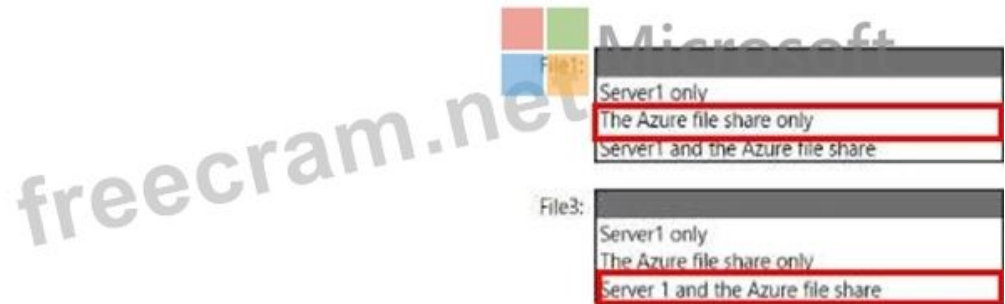 Microsoft
File1:
Server1 only
The Azure file share only
Server1 and the Azure file share
freecram.net
File3:
Server1 only
The Azure file share only
Server 1 and the Azure file share